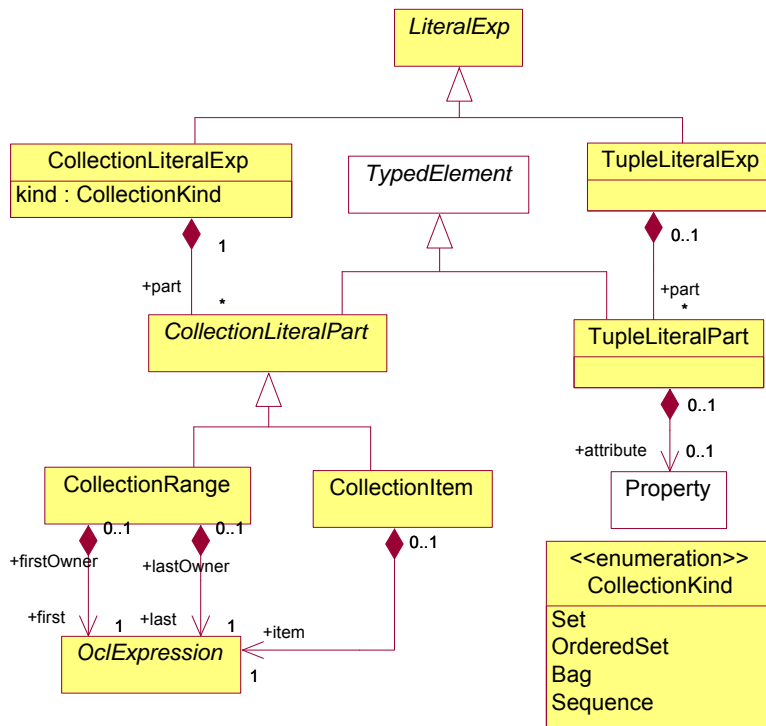 LiteralExp
CollectionLiteralExp
kind : CollectionKind
TypedElement
TupleLiteralExp
1
0..1
+part
*
+part
*
CollectionLiteralPart
TupleLiteralPart
0..1
+attribute
0..1
CollectionRange
CollectionItem
Property
0..1
0..1
0..1
+firstOwner
+lastOwner
+first
1
+last
1
+item
1
OclExpression
<<enumeration>>
CollectionKind
Set
OrderedSet
Bag
Sequence